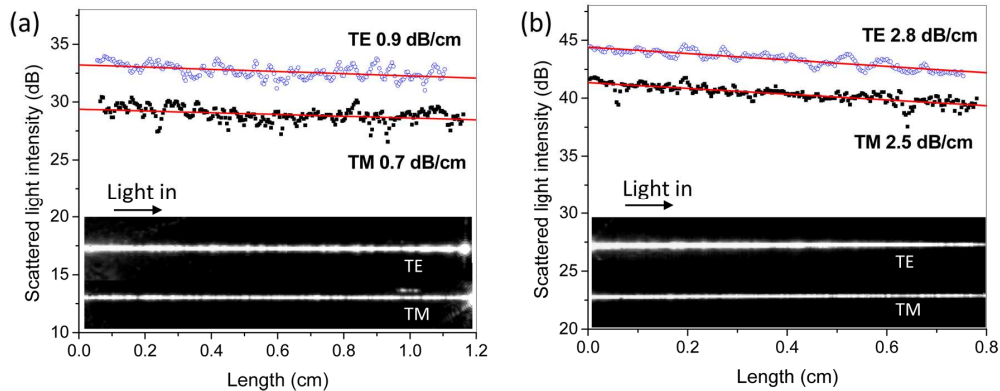 (a)
Scattered light intensity (dB)
35
30
25
20
15
10
TE 0.9 dB/cm
TM 0.7 dB/cm
Light in
TE
TM
0.0 0.2 0.4 0.6 0.8 1.0 1.2
Length (cm)
(b)
Scattered light intensity (dB)
45
40
35
30
25
20
TE 2.8 dB/cm
TM 2.5 dB/cm
Light in
TE
TM
0.0 0.2 0.4 0.6 0.8
Length (cm)